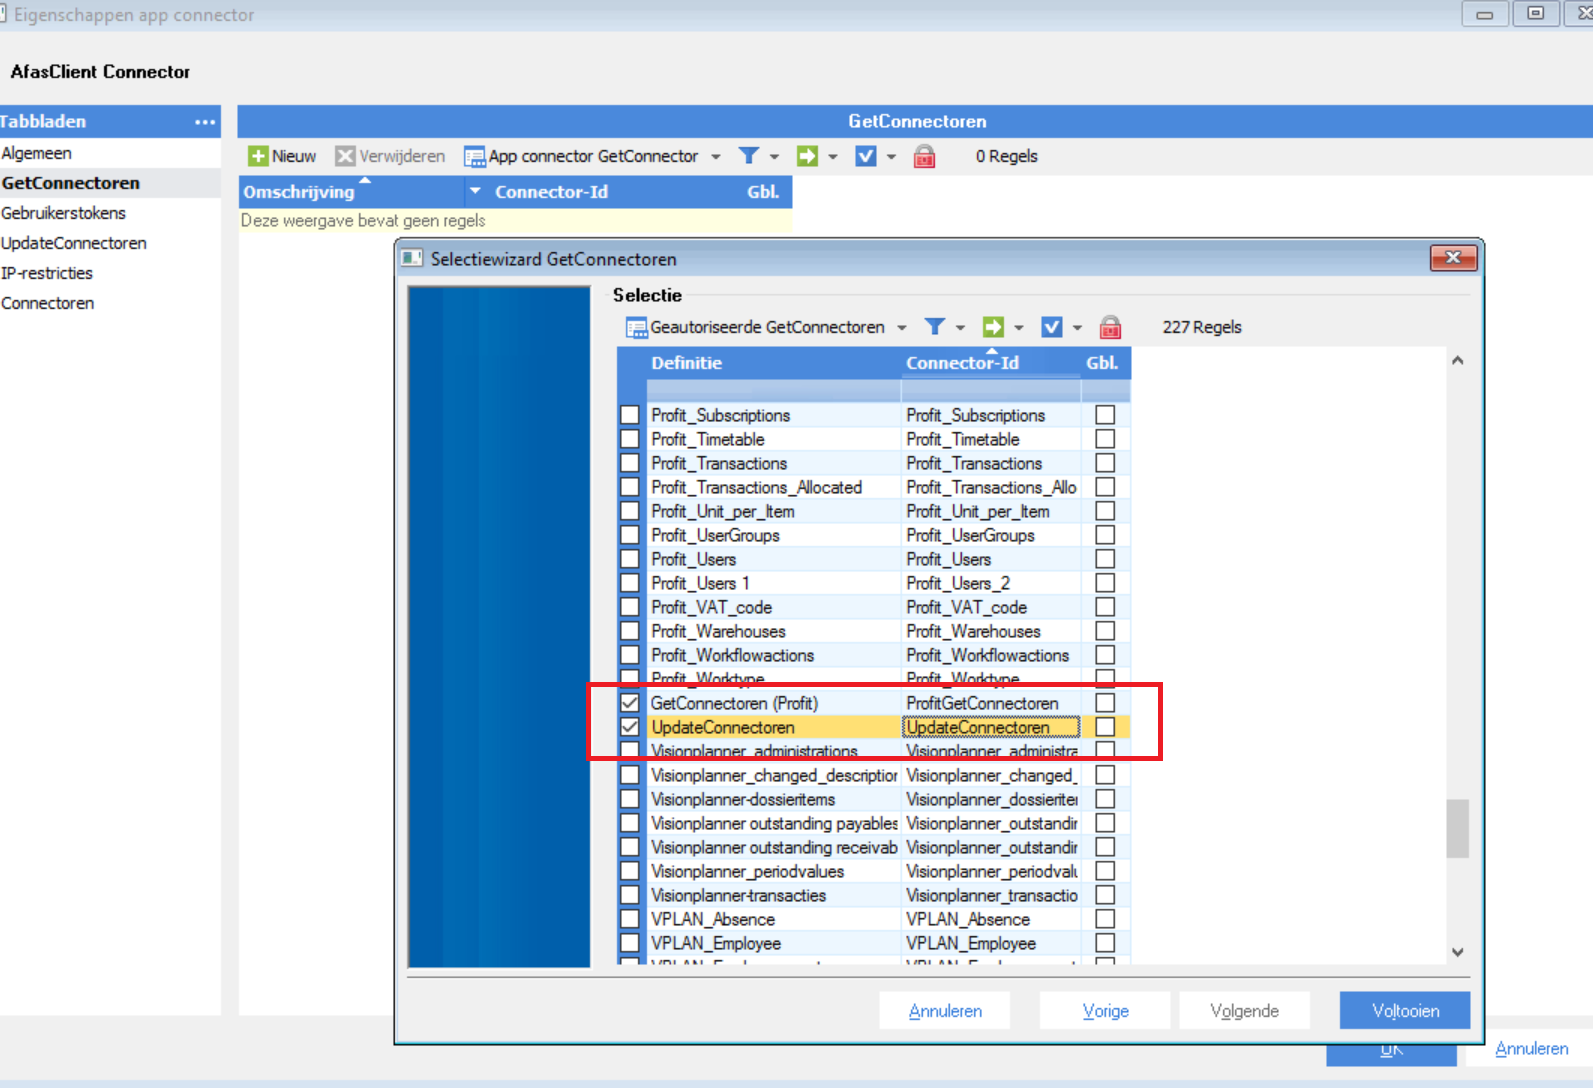 Eigenschappen app connector
AfasClient Connector
Tabbladen
Algemeen
GetConnectoren
Gebruikerstokens
UpdateConnectoren
IP-restricties
Connectoren
GetConnectoren
Nieuw Verwijderen App connector GetConnector 0 Regels
Omschrijving Connector-Id Gbl.
Deze weergave bevat geen regels
Selectiewizard GetConnectoren
Selectie
Geautoriseerde GetConnectoren 227 Regels
Definitie Connector-Id Gbl.
Profit_Subscriptions Profit_Subscriptions
Profit_Timetable Profit_Timetable
Profit_Transactions Profit_Transactions
Profit_Transactions_Allocated Profit_Transactions_Allo
Profit_Unit_per_Item Profit_Unit_per_Item
Profit_UserGroups Profit_UserGroups
Profit_Users Profit_Users
Profit_Users 1 Profit_Users_2
Profit_VAT_code Profit_VAT_code
Profit_Warehouses Profit_Warehouses
Profit_Workflowactions Profit_Workflowactions
Profit_Worktype Profit_Worktype
GetConnectoren (Profit) ProfitGetConnectoren
UpdateConnectoren UpdateConnectoren
Visionplanner_administrations Visionplanner_administra
Visionplanner_changed_description Visionplanner_changed_
Visionplanner-dossieritems Visionplanner_dossieriter
Visionplanner outstanding payables Visionplanner_outstandin
Visionplanner outstanding receivab Visionplanner_outstandin
Visionplanner_periodvalues Visionplanner_periodvalu
Visionplanner-transacties Visionplanner_transactio
VPLAN_Absence VPLAN_Absence
VPLAN_Employee VPLAN_Employee
Annuleren Vorige Volgende Voltooien
OK Annuleren